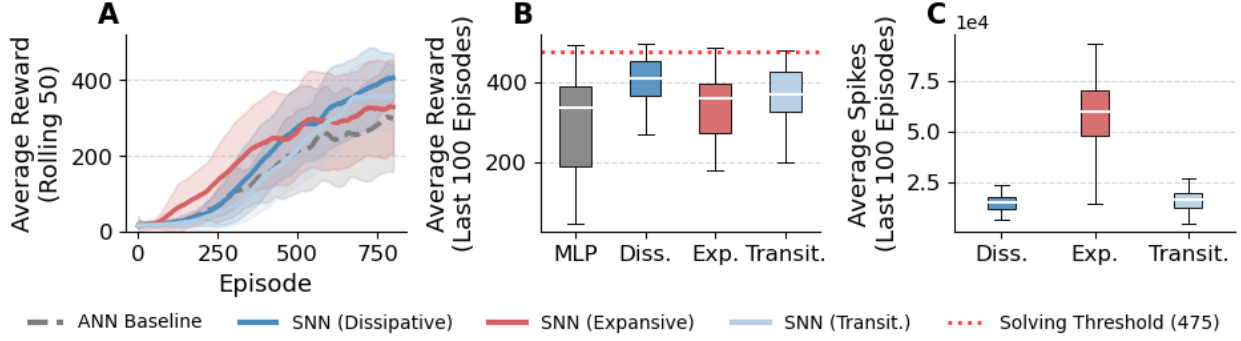 A
Average Reward
(Rolling 50)
400
200
0
0
250
500
750
Episode
B
Average Reward
(Last 100 Episodes)
400
200
MLP
Diss.
Exp.
Transit.
C
1e4
Average Spikes
(Last 100 Episodes)
7.5
5.0
2.5
Diss.
Exp.
Transit.
ANN Baseline
SNN (Dissipative)
SNN (Expansive)
SNN (Transit.)
Solving Threshold (475)